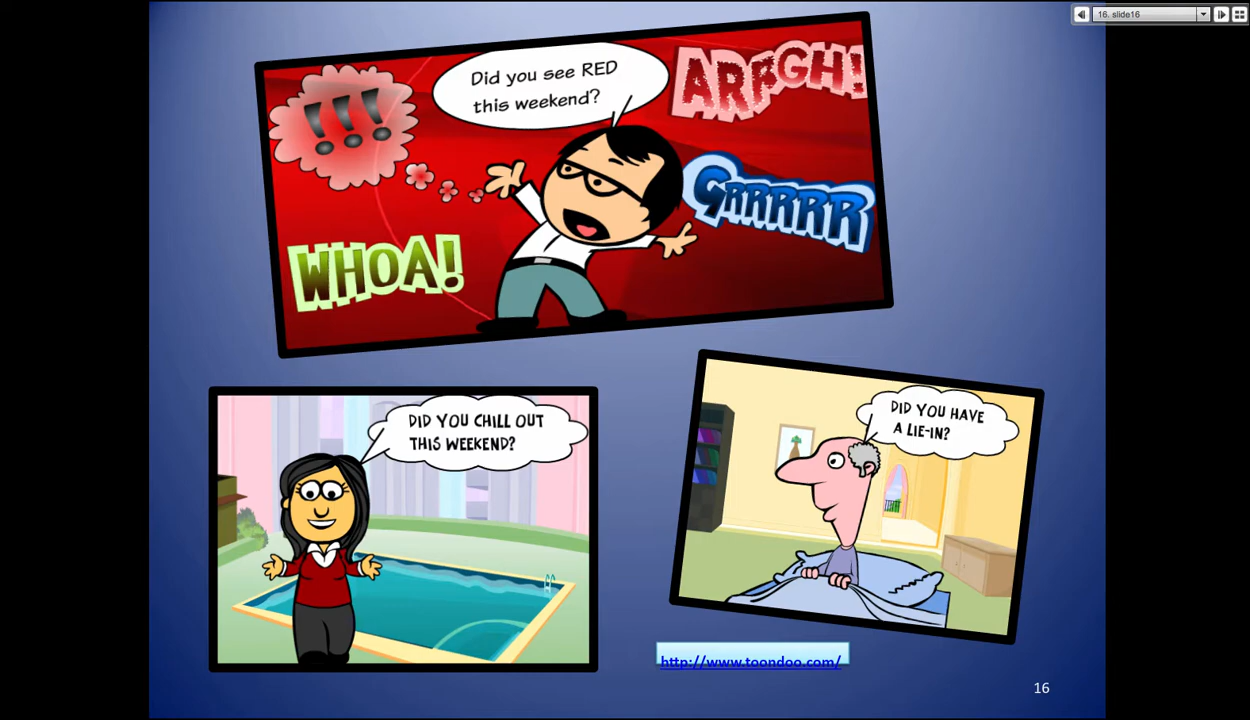 16. slide16
Did you see RED
this weekend?
ARRGH!
!!!
GRRRRR
WHOA!
DID YOU CHILL OUT
THIS WEEKEND?
DID YOU HAVE
A LIE-IN?
http://www.toondoo.com/
16